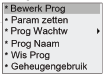 * Bewerk Prog
* Param zetten
* Prog Wachtw
* Prog Naam
* Wis Prog
* Geheugengebruik